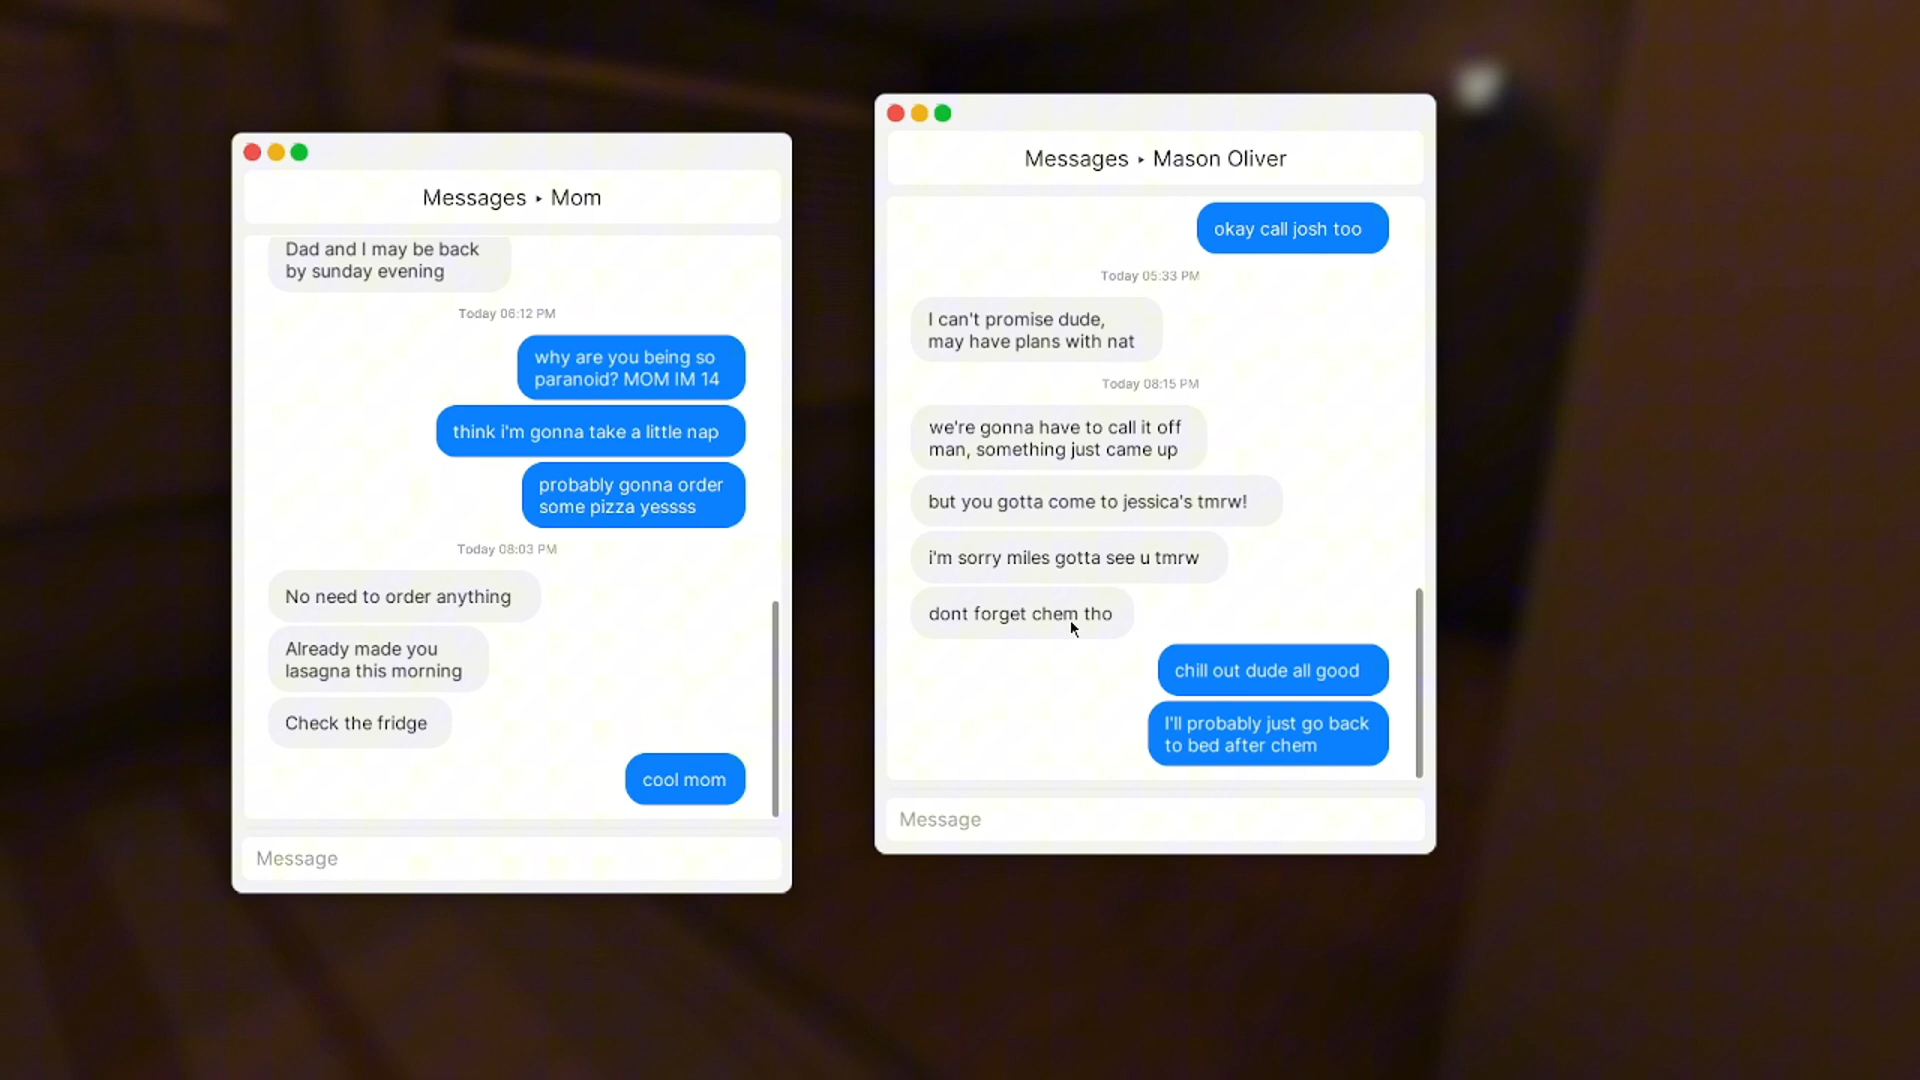 Messages ▸ Mom
Dad and I may be back
by sunday evening
Today 06:12 PM
why are you being so
paranoid? MOM IM 14
think i'm gonna take a little nap
probably gonna order
some pizza yessss
Today 08:03 PM
No need to order anything
Already made you
lasagna this morning
Check the fridge
cool mom
Message
Messages ▸ Mason Oliver
okay call josh too
Today 05:33 PM
I can't promise dude,
may have plans with nat
Today 08:15 PM
we're gonna have to call it off
man, something just came up
but you gotta come to jessica's tmrw!
i'm sorry miles gotta see u tmrw
dont forget chem tho
chill out dude all good
I'll probably just go back
to bed after chem
Message